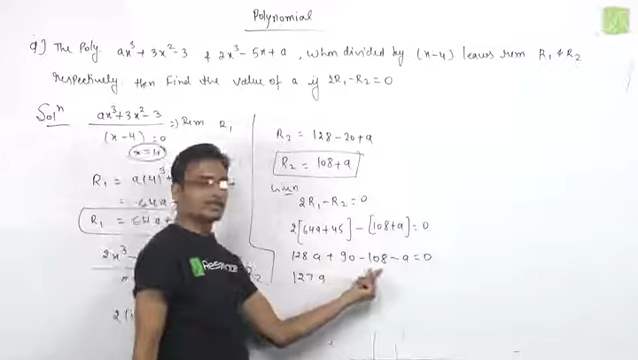 Polynomial
Q) The Poly. ax³+3x²-3 & 2x³-5x+a, when divided by (x-4) leaves rem R₁ & R₂
respectively. then find the value of a if 2R₁-R₂=0
Solⁿ
ax³+3x²-3 ⇒ Rem R₁
(x-4)=0
x=4
R₁ = a(4)³
= 64a
R₁ = 64a+
2x³-
2(
R₂ = 128-20+a
R₂ = 108+a
Given
2R₁-R₂=0
2[64a+45]-[108+a]=0
128a+90-108-a=0
127a
Resonance